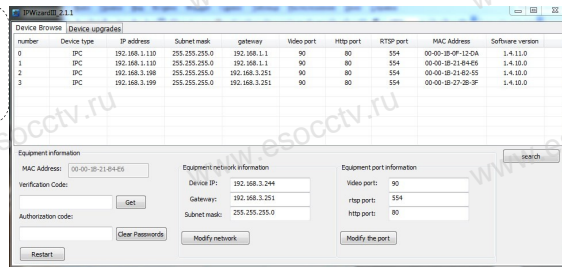 IPWizardIII_2.1.1
Device Browse Device upgrades
number Device type IP address Subnet mask gateway Video port Http port RTSP port MAC Address Software version
0 IPC 192.168.1.110 255.255.255.0 192.168.1.1 90 80 554 00-00-1B-0F-12-DA 1.4.11.0
1 IPC 192.168.1.110 255.255.255.0 192.168.1.1 90 80 554 00-00-1B-21-B4-E6 1.4.10.0
2 IPC 192.168.3.198 255.255.255.0 192.168.3.251 90 80 554 00-00-1B-21-B2-55 1.4.10.0
3 IPC 192.168.3.199 255.255.255.0 192.168.3.251 90 80 554 00-00-1B-27-2B-3F 1.4.10.0
www.esocctv.ru
Equipment information
search
MAC Address: 00-00-1B-21-B4-E6
Equipment network information
Equipment port information
Verification Code:
Device IP: 192.168.3.244
Video port: 90
Get
Gateway: 192.168.3.251
rtsp port: 554
Authorization code:
Subnet mask: 255.255.255.0
http port: 80
Clear Passwords
Modify network
Modify the port
Restart